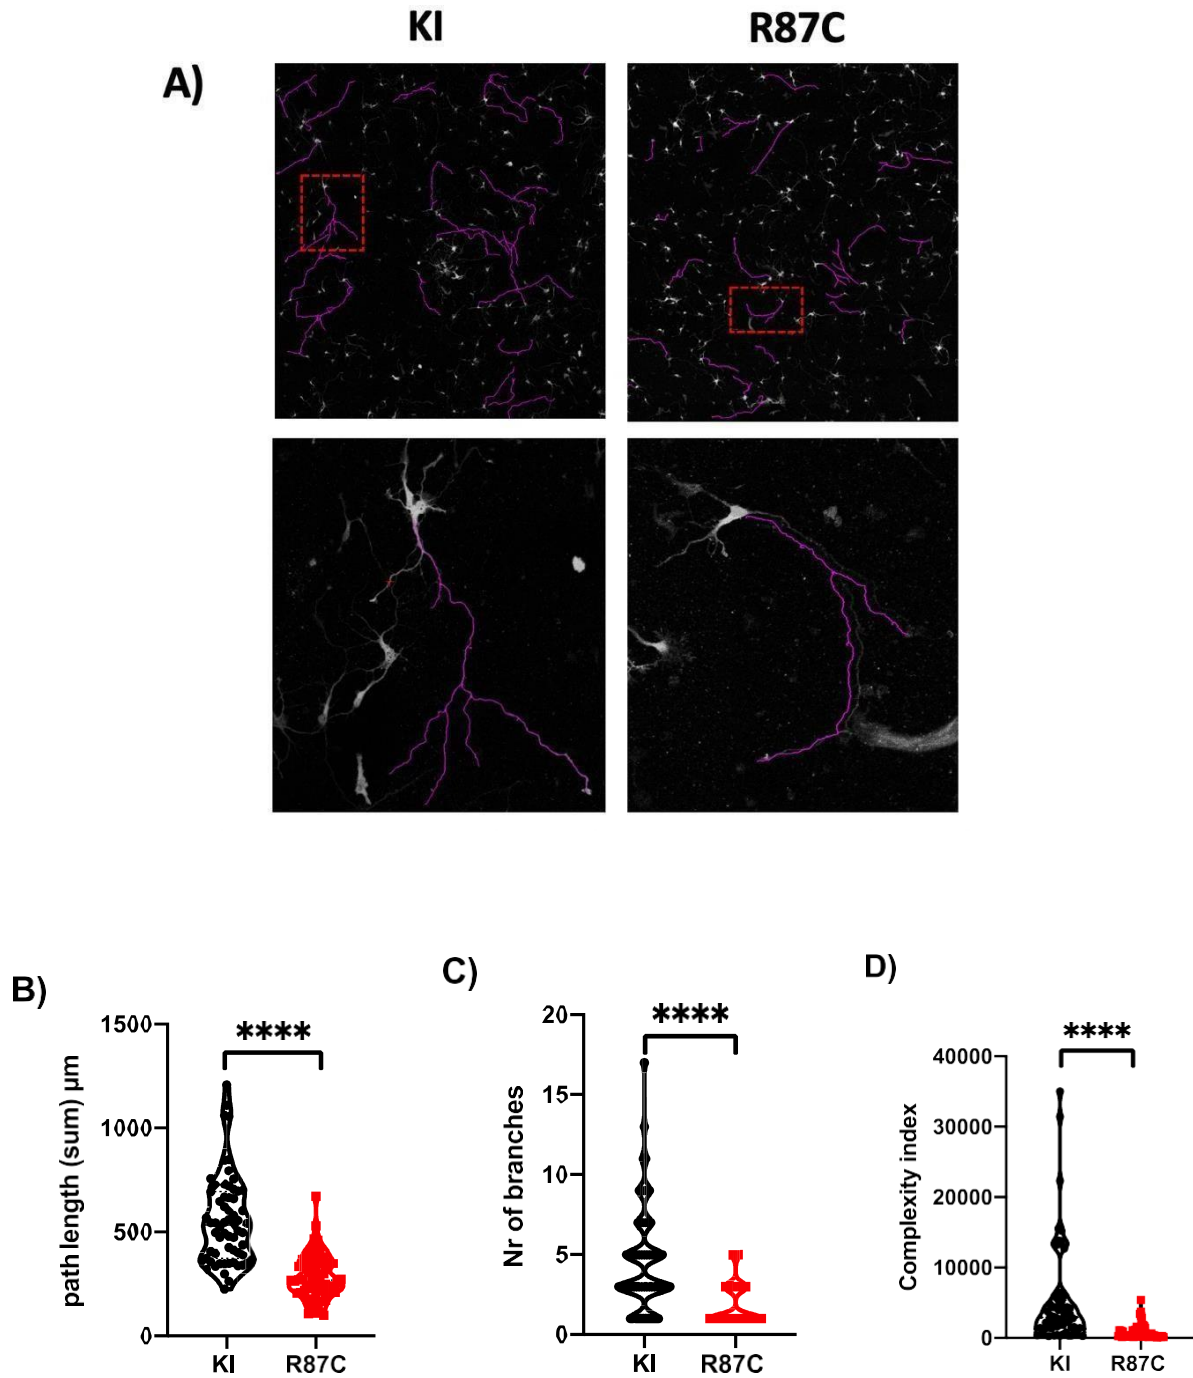 KI R87C
A)
B)
C)
D)
path length (sum) µm
1500
1000
500
0
****
KI R87C
Nr of branches
20
15
10
5
0
****
KI R87C
Complexity index
40000
30000
20000
10000
0
****
KI R87C